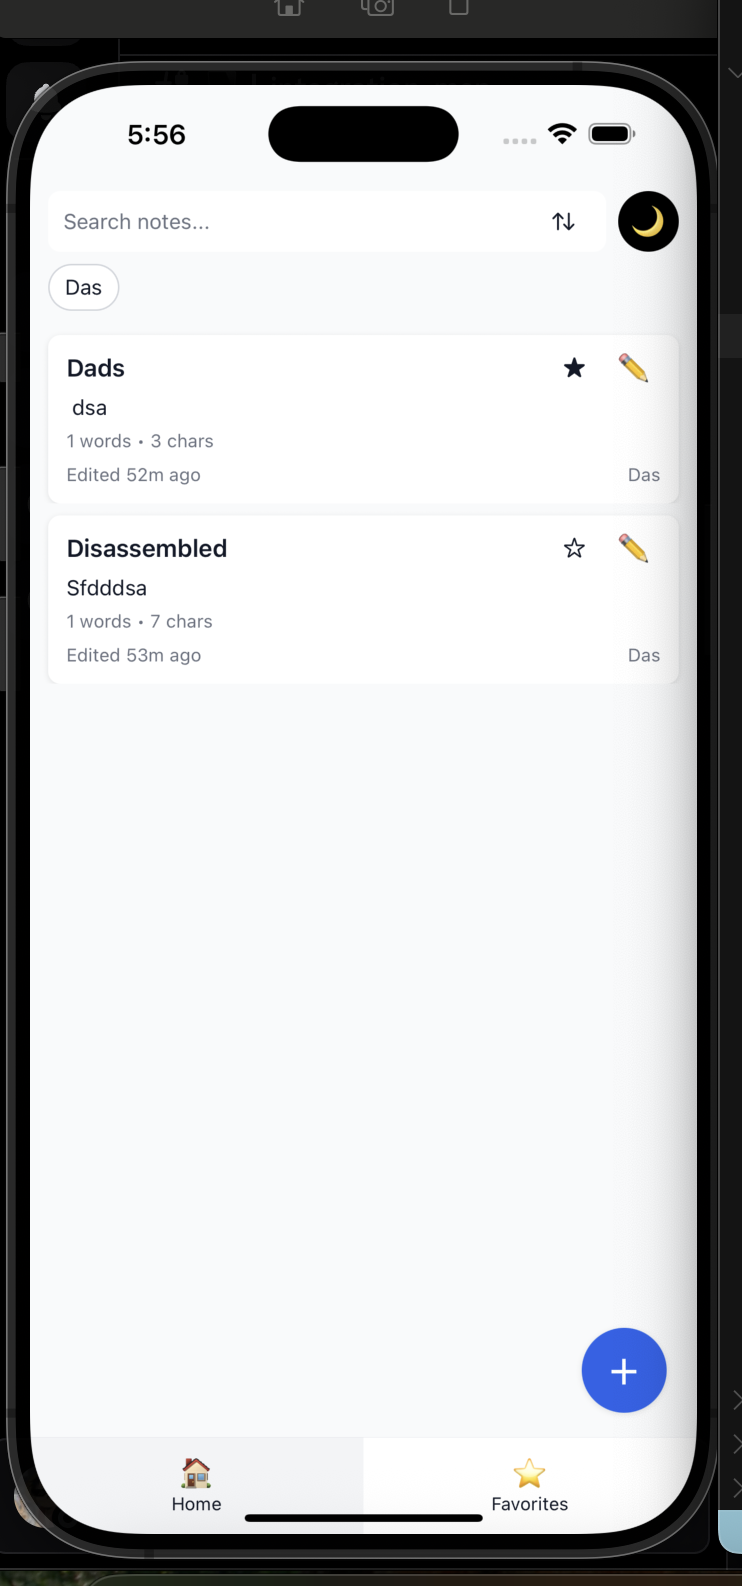 5:56
Search notes...
Das
Dads
dsa
1 words • 3 chars
Edited 52m ago Das
Disassembled
Sfdddsa
1 words • 7 chars
Edited 53m ago Das
Home Favorites